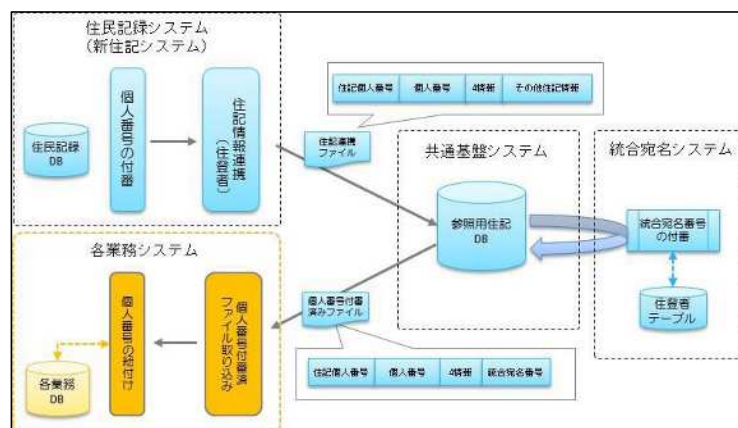 住民記録システム
(新住記システム)
住民記録
DB
個人番号の付番
住記情報連携
(住登者)
住記個人番号
個人番号
4情報
その他住記情報
住記連携
ファイル
共通基盤システム
参照用住記
DB
統合宛名システム
統合宛名番号
の付番
住登者
テーブル
各業務システム
各業務
DB
個人番号の紐付け
個人番号付番済
ファイル取り込み
個人番号付番
済みファイル
住記個人番号
個人番号
4情報
統合宛名番号